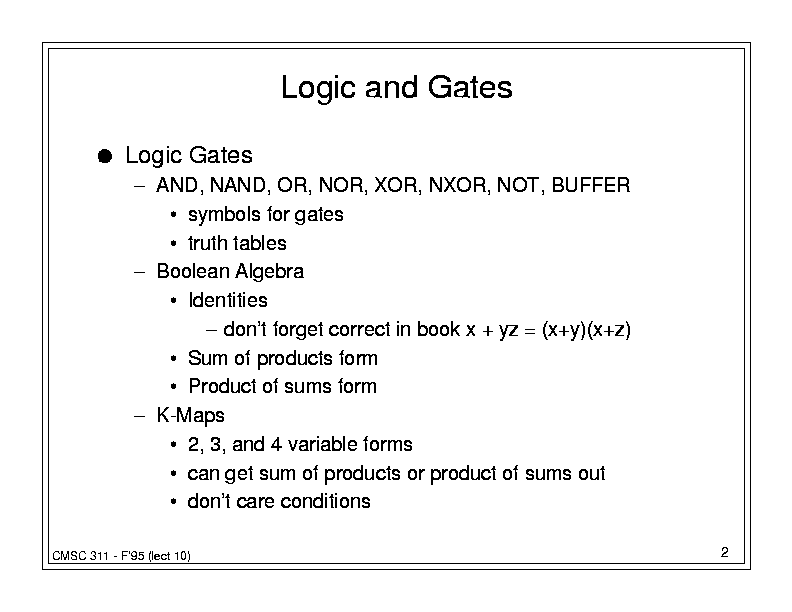 Logic and Gates
● Logic Gates
– AND, NAND, OR, NOR, XOR, NXOR, NOT, BUFFER
• symbols for gates
• truth tables
– Boolean Algebra
• Identities
– don't forget correct in book x + yz = (x+y)(x+z)
• Sum of products form
• Product of sums form
– K-Maps
• 2, 3, and 4 variable forms
• can get sum of products or product of sums out
• don't care conditions
CMSC 311 - F'95 (lect 10)
2